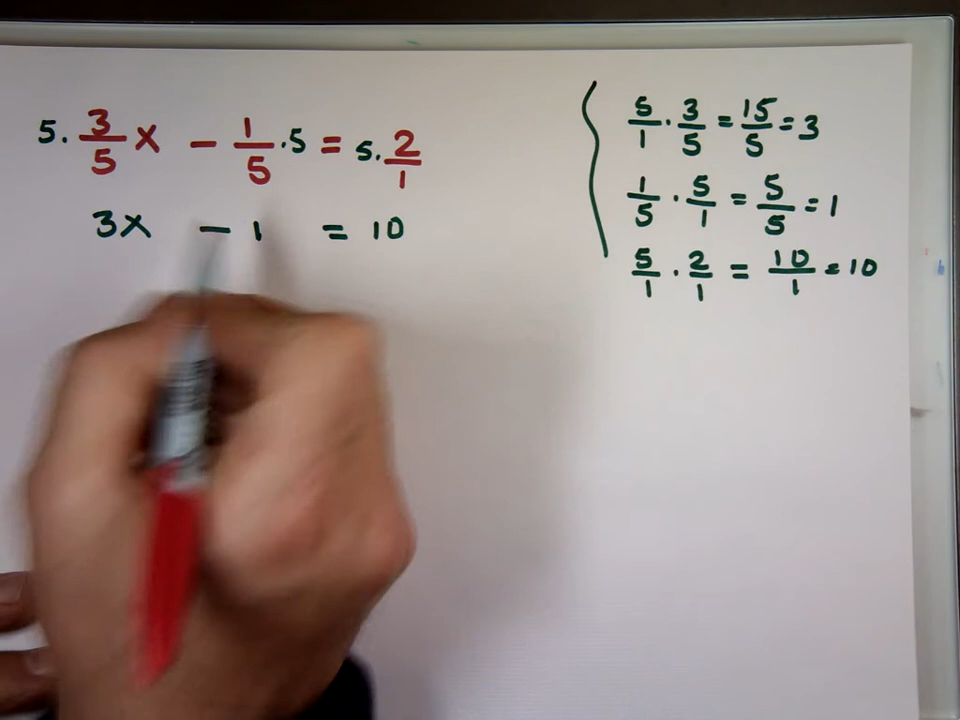 5. 3/5 x - 1/5 · 5 = 5. 2/1
3x - 1 = 10
5/1 · 3/5 = 15/5 = 3
1/5 · 5/1 = 5/5 = 1
5/1 · 2/1 = 10/1 = 10